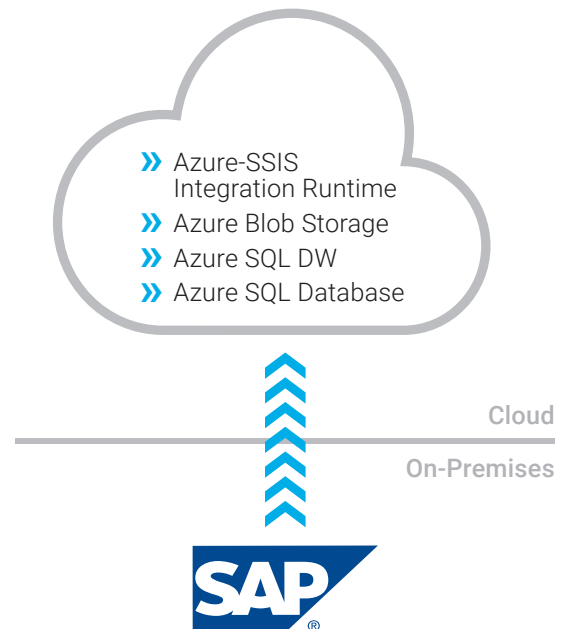 Azure-SSIS
Integration Runtime
Azure Blob Storage
Azure SQL DW
Azure SQL Database
Cloud
On-Premises
SAP
®